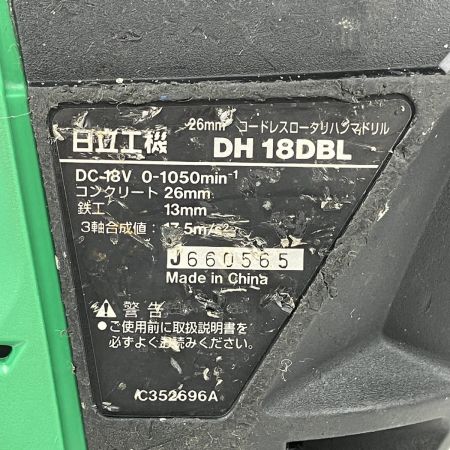 26mm コードレスロータリハンマドリル
日立工機 DH 18DBL
DC-18V 0-1050min⁻¹
コンクリート 26mm
鉄工 13mm
3軸合成値: 17.5m/s²
J660565
Made in China
⚠警告
●ご使用前に取扱説明書を
必ずよくお読みください。
C352696A